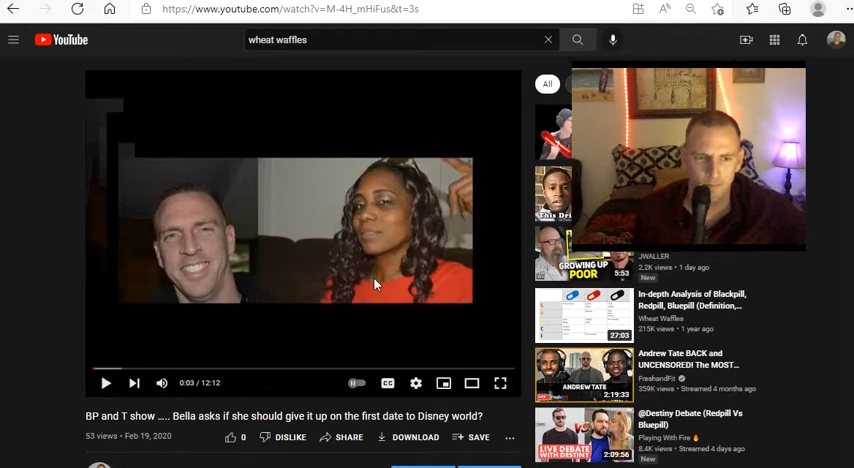 https://www.youtube.com/watch?v=M-4H_mHiFus&t=3s
YouTube
wheat waffles
All
This Dri
GROWING UP
POOR
5:53
JWALLER
2.2K views • 1 day ago
New
27:03
In-depth Analysis of Blackpill,
Redpill, Bluepill (Definition,...
Wheat Waffles
215K views • 1 year ago
ANDREW TATE
2:19:33
Andrew Tate BACK and
UNCENSORED! The MOST...
FreshandFit
359K views • Streamed 4 months ago
LIVE DEBATE
WITH DESTINY
2:09:56
@Destiny Debate (Redpill Vs
Bluepill)
Playing With Fire
8.4K views • Streamed 4 days ago
New
0:03 / 12:12
CC
BP and T show ..... Bella asks if she should give it up on the first date to Disney world?
53 views • Feb 19, 2020
0
DISLIKE
SHARE
DOWNLOAD
SAVE